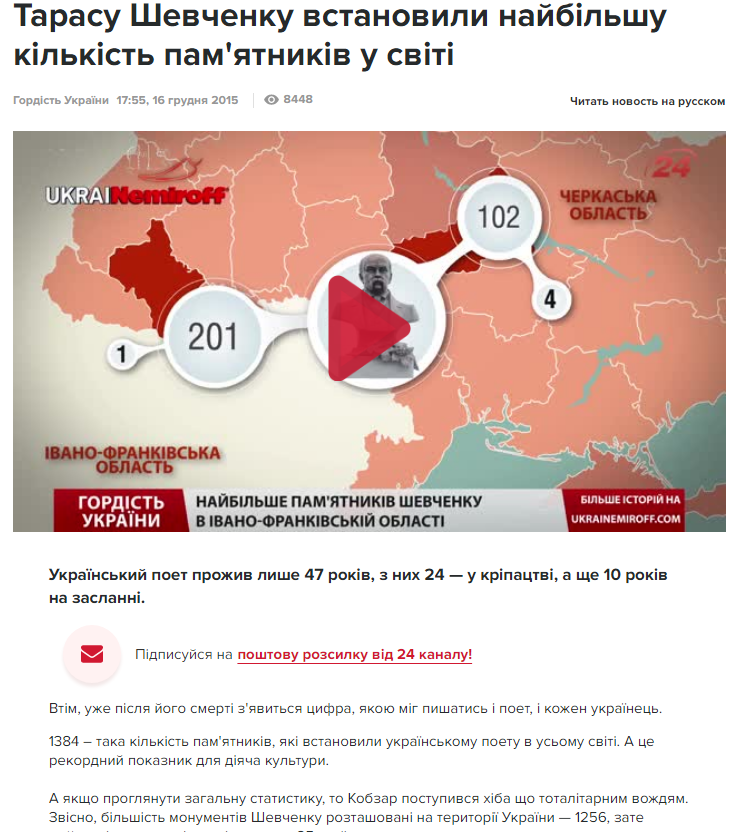 Тарасу Шевченку встановили найбільшу
кількість пам'ятників у світі
Гордість України 17:55, 16 грудня 2015 8448
Читать новость на русском
UKRAINemiroff
24
ЧЕРКАСЬКА
ОБЛАСТЬ
102
4
201
1
ІВАНО-ФРАНКІВСЬКА
ОБЛАСТЬ
ГОРДІСТЬ
УКРАЇНИ
НАЙБІЛЬШЕ ПАМ'ЯТНИКІВ ШЕВЧЕНКУ
В ІВАНО-ФРАНКІВСЬКІЙ ОБЛАСТІ
БІЛЬШЕ ІСТОРІЙ НА
UKRAINEMIROFF.COM
Український поет прожив лише 47 років, з них 24 — у кріпацтві, а ще 10 років
на засланні.
Підписуйся на поштову розсилку від 24 каналу!
Втім, уже після його смерті з'явиться цифра, якою міг пишатись і поет, і кожен українець.
1384 – така кількість пам'ятників, які встановили українському поету в усьому світі. А це
рекордний показник для діяча культури.
А якщо проглянути загальну статистику, то Кобзар поступився хіба що тоталітарним вождям.
Звісно, більшість монументів Шевченку розташовані на території України — 1256, зате